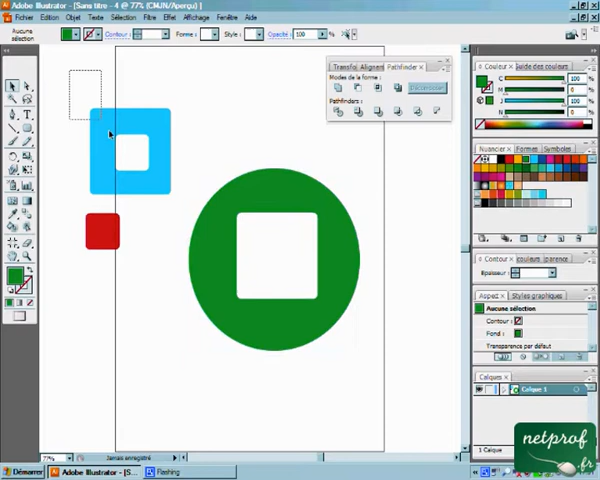 Adobe Illustrator - [Sans titre - 4 @ 77% (CMJN/Aperçu) ]
Fichier Edition Objet Texte Sélection Filtre Effet Affichage Fenêtre Aide
Aucune sélection
Contour : Forme : Style : Opacité : 100 %
Transfo Alignem Pathfinder
Modes de la forme :
Décomposer
Pathfinders :
Couleur Guide des couleurs
C 100 %
M 0 %
J 100 %
N 0 %
Nuancier Formes Symboles
Contour couleurs parence
Epaisseur :
Aspect Styles graphiques
Aucune sélection
Contour :
Fond :
Transparence par défaut
Calques
Calque 1
1 Calque
77% Jamais enregistré
Démarrer Adobe Illustrator - [S... Flashing
netprof
.fr